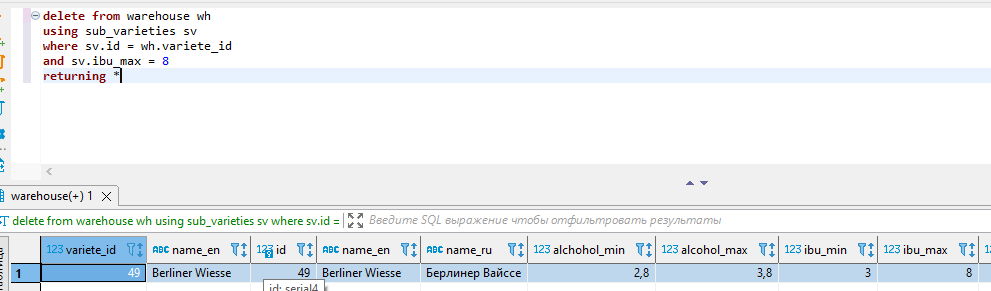 delete from warehouse wh
using sub_varieties sv
where sv.id = wh.variete_id
and sv.ibu_max = 8
returning *
warehouse(+) 1
delete from warehouse wh using sub_varieties sv where sv.id = Введите SQL выражение чтобы отфильтровать результаты
123 variete_id ABC name_en 123 id ABC name_en ABC name_ru 123 alchohol_min 123 alcohol_max 123 ibu_min 123 ibu_max
1 49 Berliner Wiesse 49 Berliner Wiesse Берлинер Вайссе 2,8 3,8 3 8
id: serial4